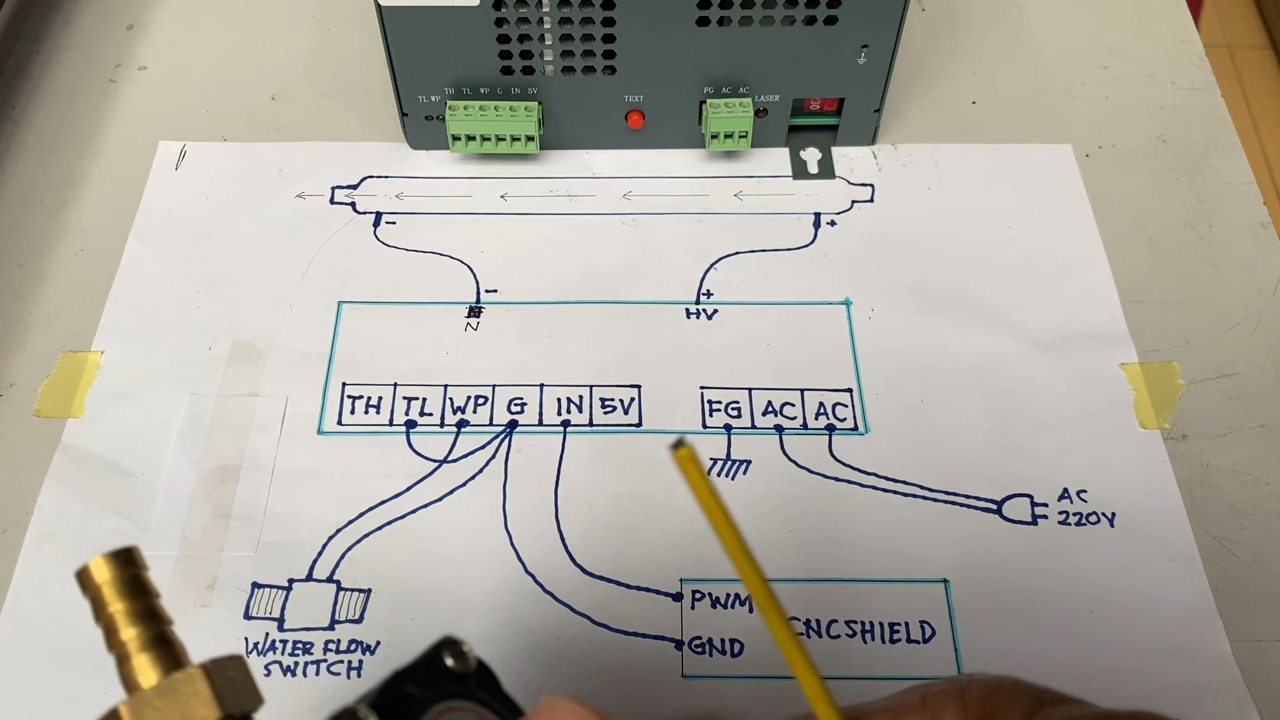 TH TL WP G IN 5V
TL WP
TEXT
FG AC AC
LASER
30
-
+
-
+
N
HV
TH TL WP G IN 5V
FG AC AC
AC
220V
WATER FLOW
SWITCH
PWM
CNCSHIELD
GND